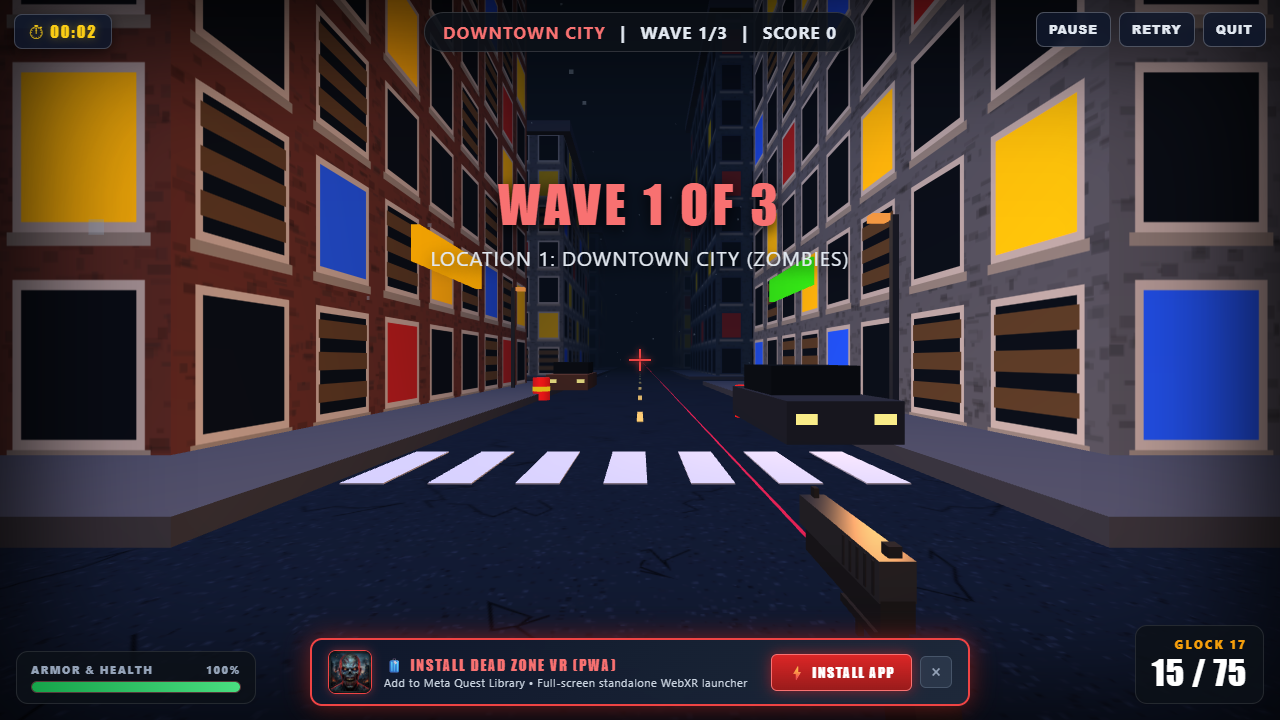 00:02
DOWNTOWN CITY | WAVE 1/3 | SCORE 0
PAUSE
RETRY
QUIT
WAVE 1 OF 3
LOCATION 1: DOWNTOWN CITY (ZOMBIES)
ARMOR & HEALTH 100%
INSTALL DEAD ZONE VR (PWA)
Add to Meta Quest Library • Full-screen standalone WebXR launcher
INSTALL APP
×
GLOCK 17
15 / 75